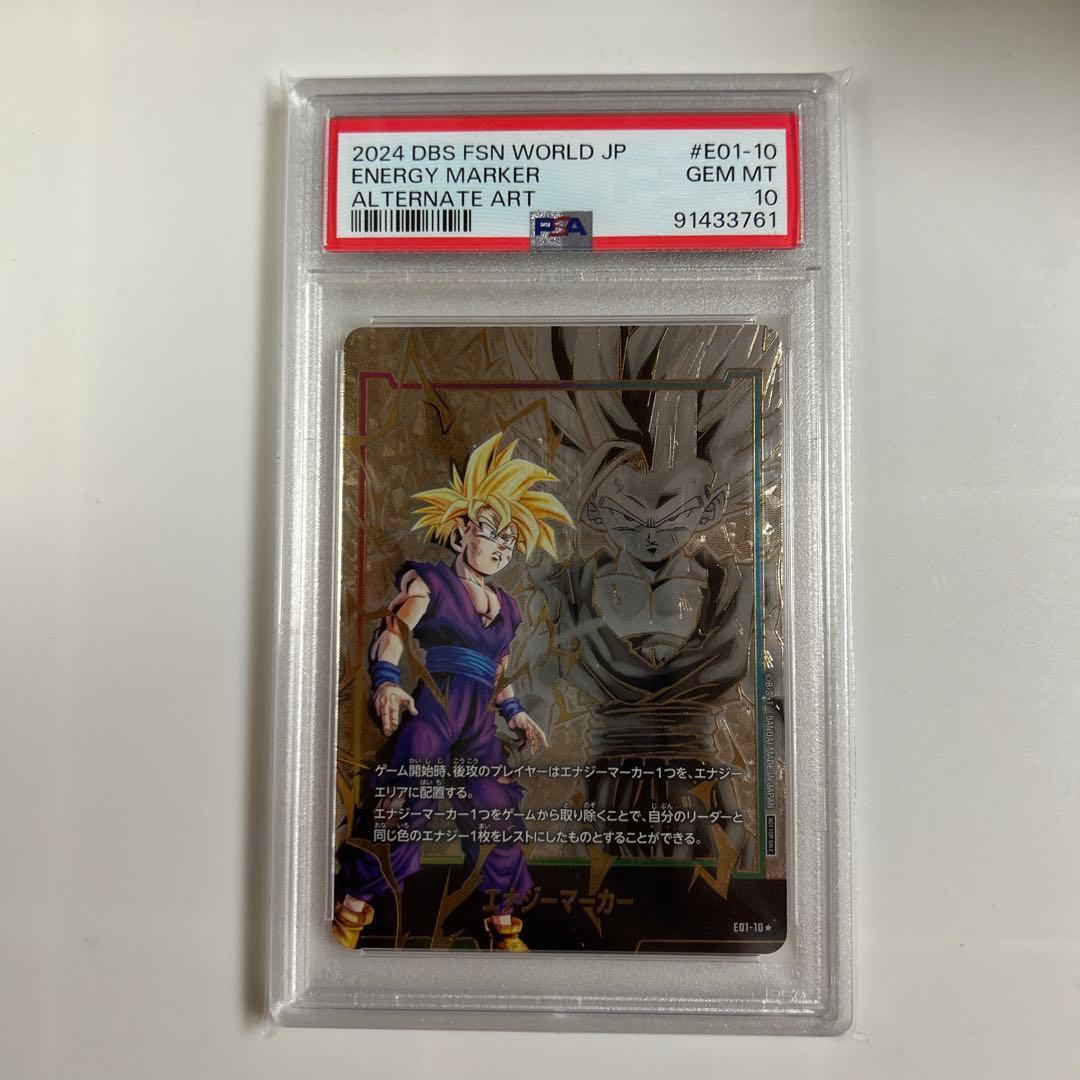 2024 DBS FSN WORLD JP #E01-10
ENERGY MARKER GEM MT
ALTERNATE ART 10
PSA 91433761
ゲーム開始時、後攻のプレイヤーはエナジーマーカー1つを、エナジー
エリアに配置する。
エナジーマーカー1つをゲームから取り除くことで、自分のリーダーと
同じ色のエナジー1枚をレストにしたものとすることができる。
©B/S・T BANDAI MADE IN JAPAN NOT FOR SALE
エナジーマーカー
E01-10★